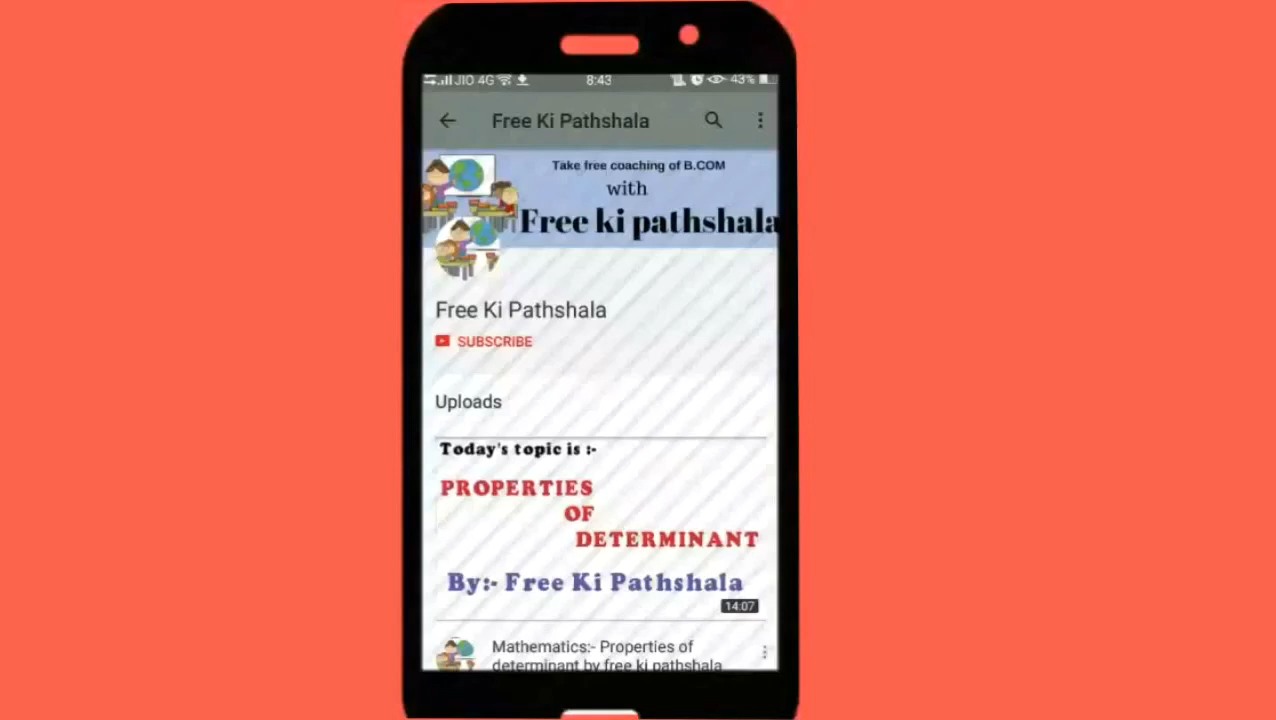 JIO 4G 8:43 43%
Free Ki Pathshala
Take free coaching of B.COM
with
Free ki pathshala
Free Ki Pathshala
SUBSCRIBE
Uploads
Today's topic is :-
PROPERTIES
OF
DETERMINANT
By:- Free Ki Pathshala
14:07
Mathematics:- Properties of
determinant by free ki pathshala